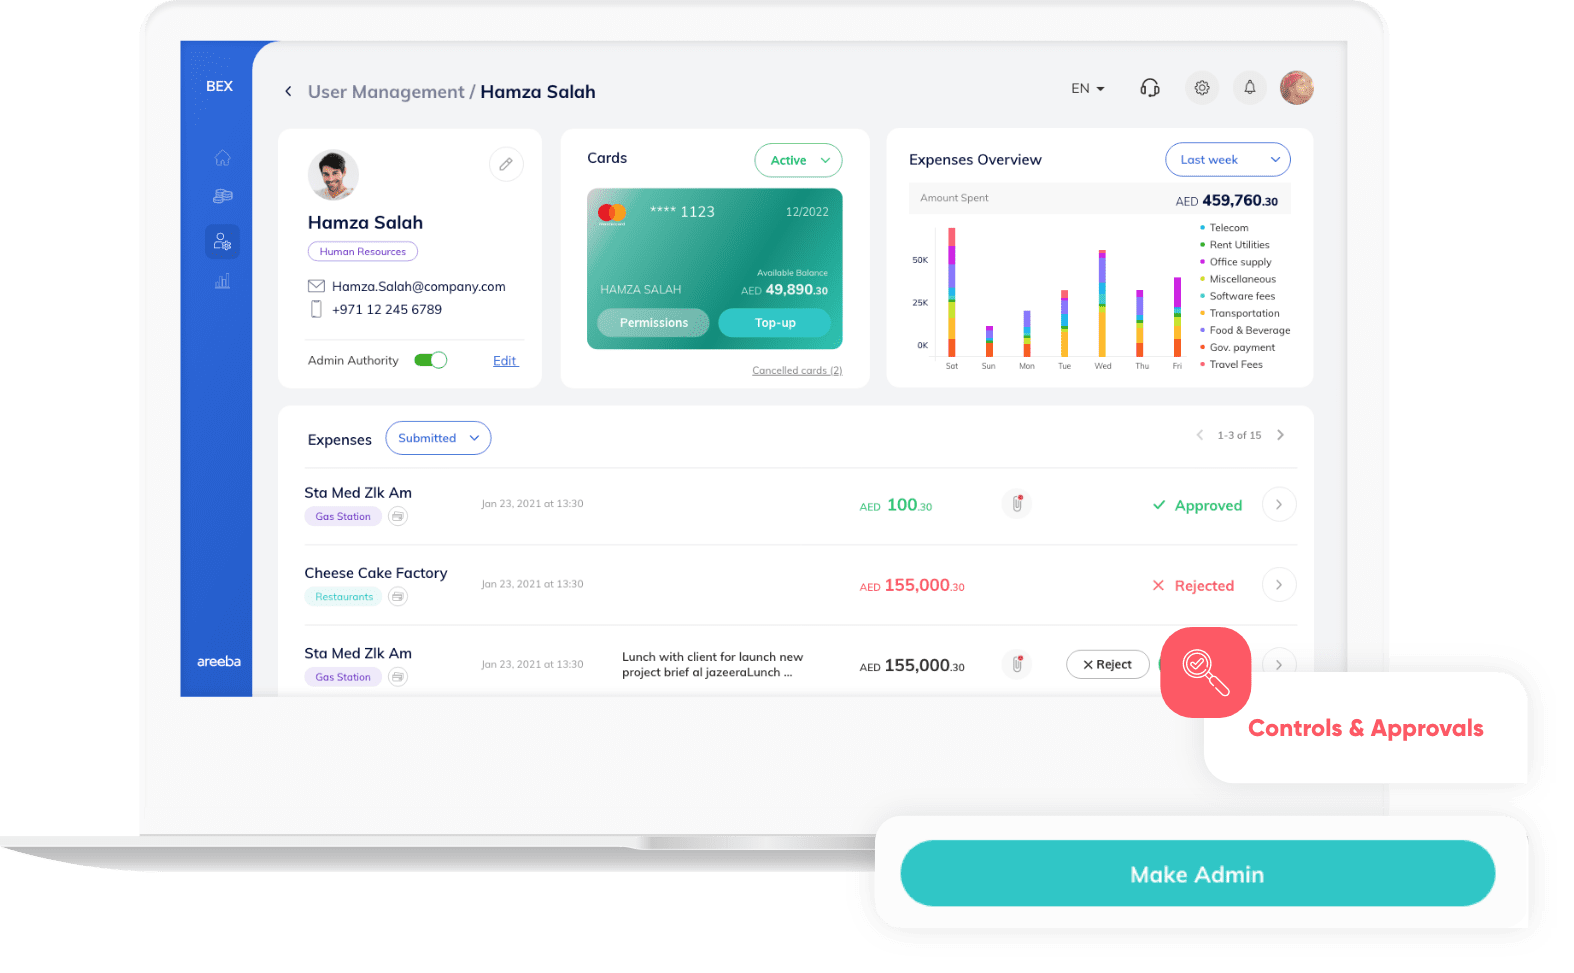 BEX
User Management / Hamza Salah
EN
Hamza Salah
Human Resources
Hamza.Salah@company.com
+971 12 245 6789
Admin Authority
Edit
Cards
Active
**** 1123
12/2022
Available Balance
HAMZA SALAH
AED 49,890.30
Permissions
Top-up
Cancelled cards (2)
Expenses Overview
Last week
Amount Spent
AED 459,760.30
50K
25K
0K
Sat
Sun
Mon
Tue
Wed
Thu
Fri
Telecom
Rent Utilities
Office supply
Miscellaneous
Software fees
Transportation
Food & Beverage
Gov. payment
Travel Fees
Expenses
Submitted
1-3 of 15
Sta Med Zlk Am
Gas Station
Jan 23, 2021 at 13:30
AED 100.30
Approved
Cheese Cake Factory
Restaurants
Jan 23, 2021 at 13:30
AED 155,000.30
Rejected
Sta Med Zlk Am
Gas Station
Jan 23, 2021 at 13:30
Lunch with client for launch new
project brief al jazeeraLunch ...
AED 155,000.30
Reject
areeba
Controls & Approvals
Make Admin